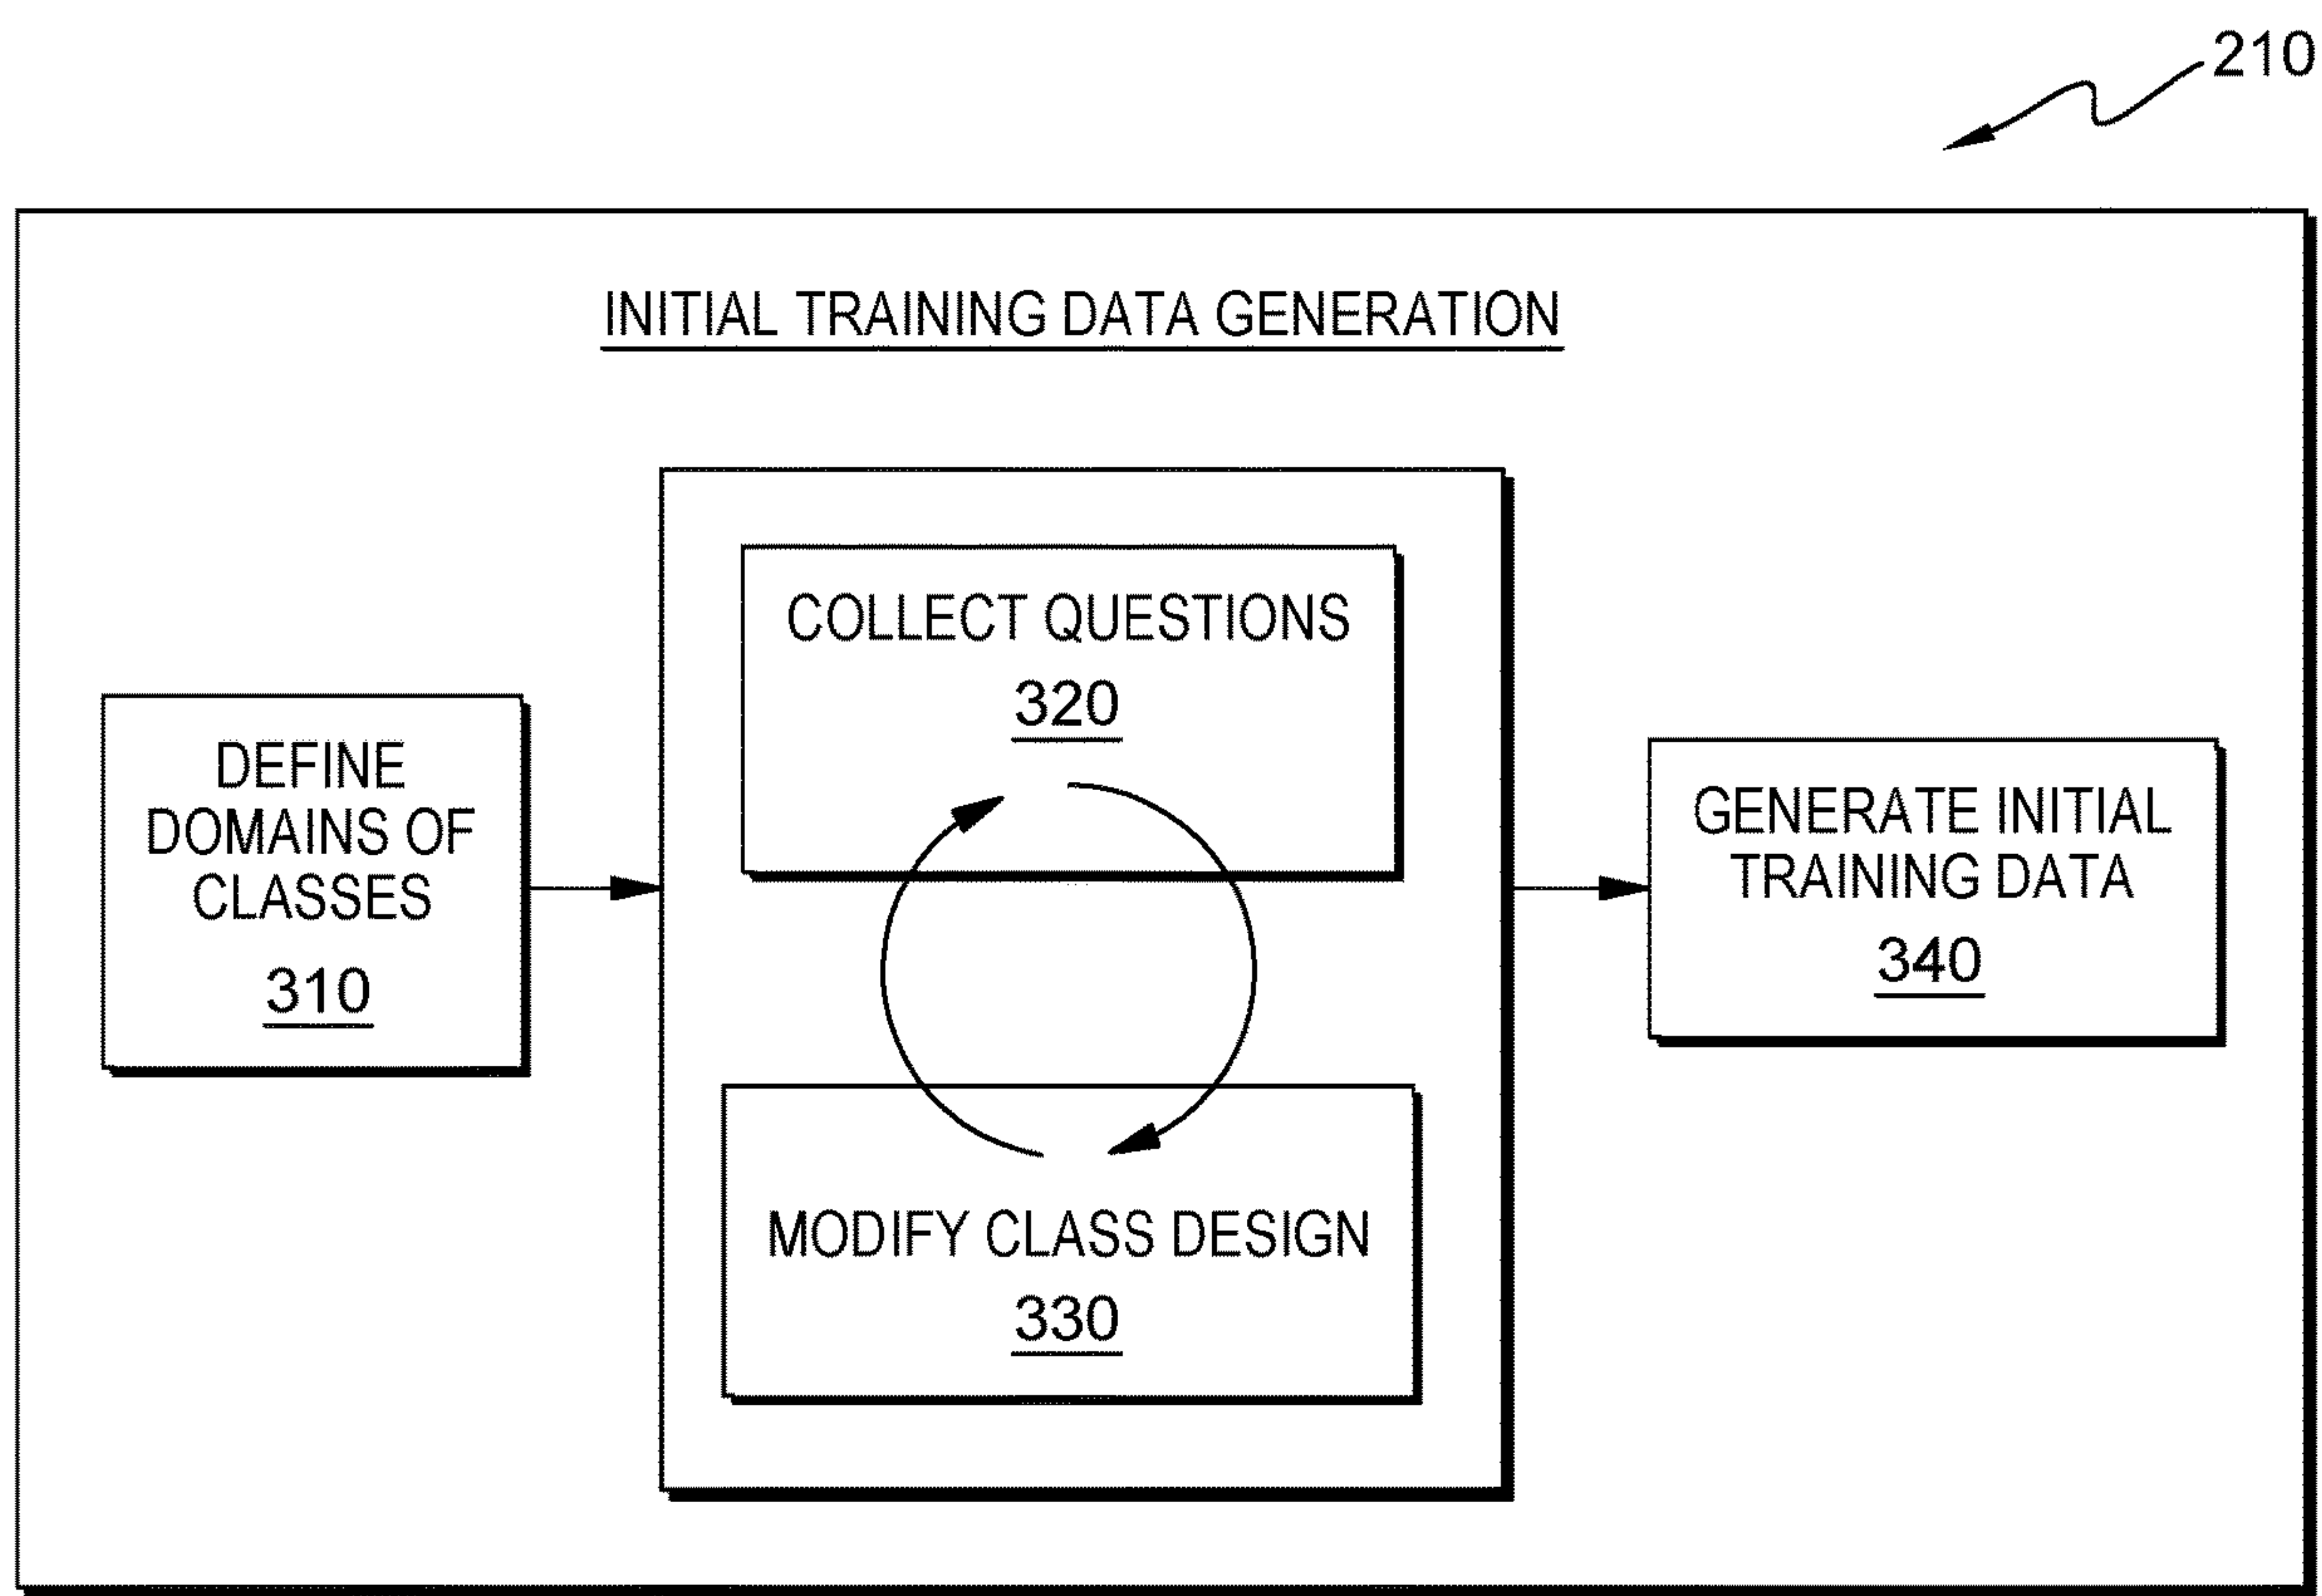 210
INITIAL TRAINING DATA GENERATION
DEFINE
DOMAINS OF
CLASSES
310
COLLECT QUESTIONS
320
MODIFY CLASS DESIGN
330
GENERATE INITIAL
TRAINING DATA
340